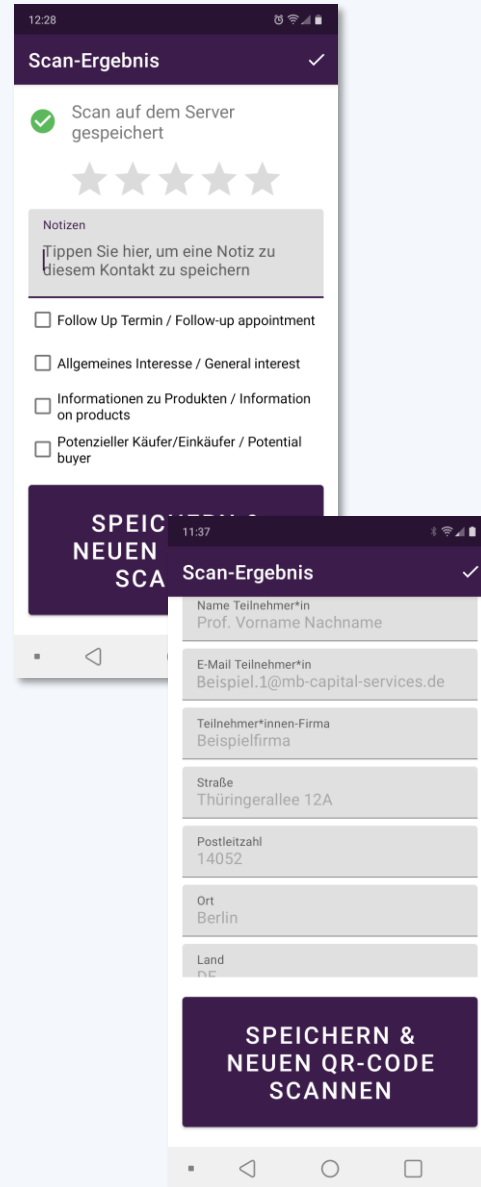 12:28
Scan-Ergebnis
Scan auf dem Server
gespeichert
Notizen
Tippen Sie hier, um eine Notiz zu
diesem Kontakt zu speichern
Follow Up Termin / Follow-up appointment
Allgemeines Interesse / General interest
Informationen zu Produkten / Information
on products
Potenzieller Käufer/Einkäufer / Potential
buyer
SPEIC
NEUEN
SCA
11:37
Scan-Ergebnis
Name Teilnehmer*in
Prof. Vorname Nachname
E-Mail Teilnehmer*in
Beispiel.1@mb-capital-services.de
Teilnehmer*innen-Firma
Beispielfirma
Straße
Thüringerallee 12A
Postleitzahl
14052
Ort
Berlin
Land
DE
SPEICHERN &
NEUEN QR-CODE
SCANNEN